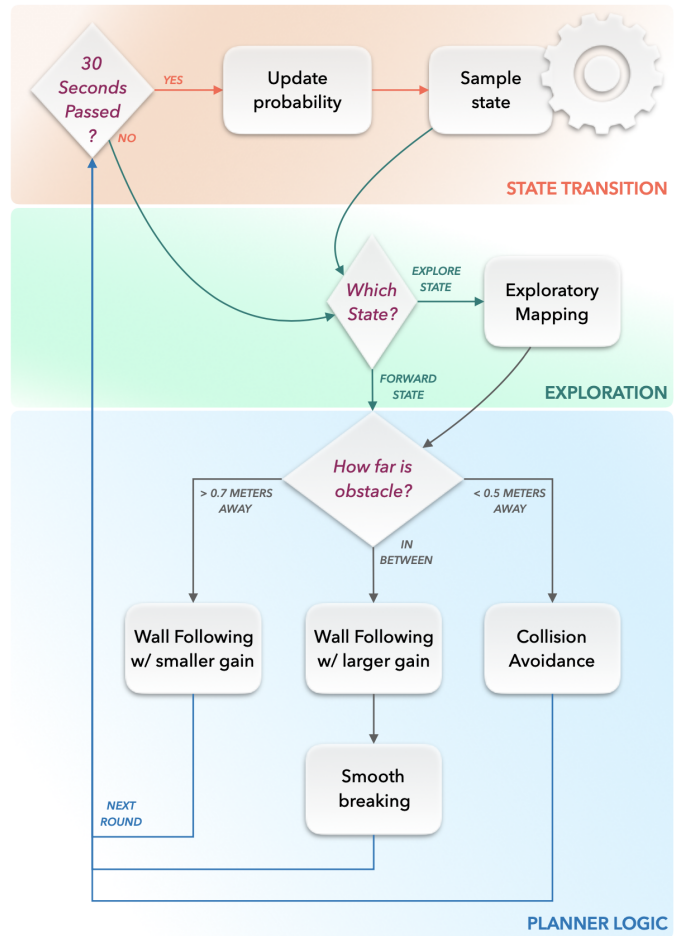 30
Seconds
Passed
?
YES
Update
probability
Sample
state
NO
STATE TRANSITION
Which
State?
EXPLORE
STATE
Exploratory
Mapping
FORWARD
STATE
EXPLORATION
How far is
obstacle?
> 0.7 METERS
AWAY
IN
BETWEEN
< 0.5 METERS
AWAY
Wall Following
w/ smaller gain
Wall Following
w/ larger gain
Collision
Avoidance
Smooth
breaking
NEXT
ROUND
PLANNER LOGIC